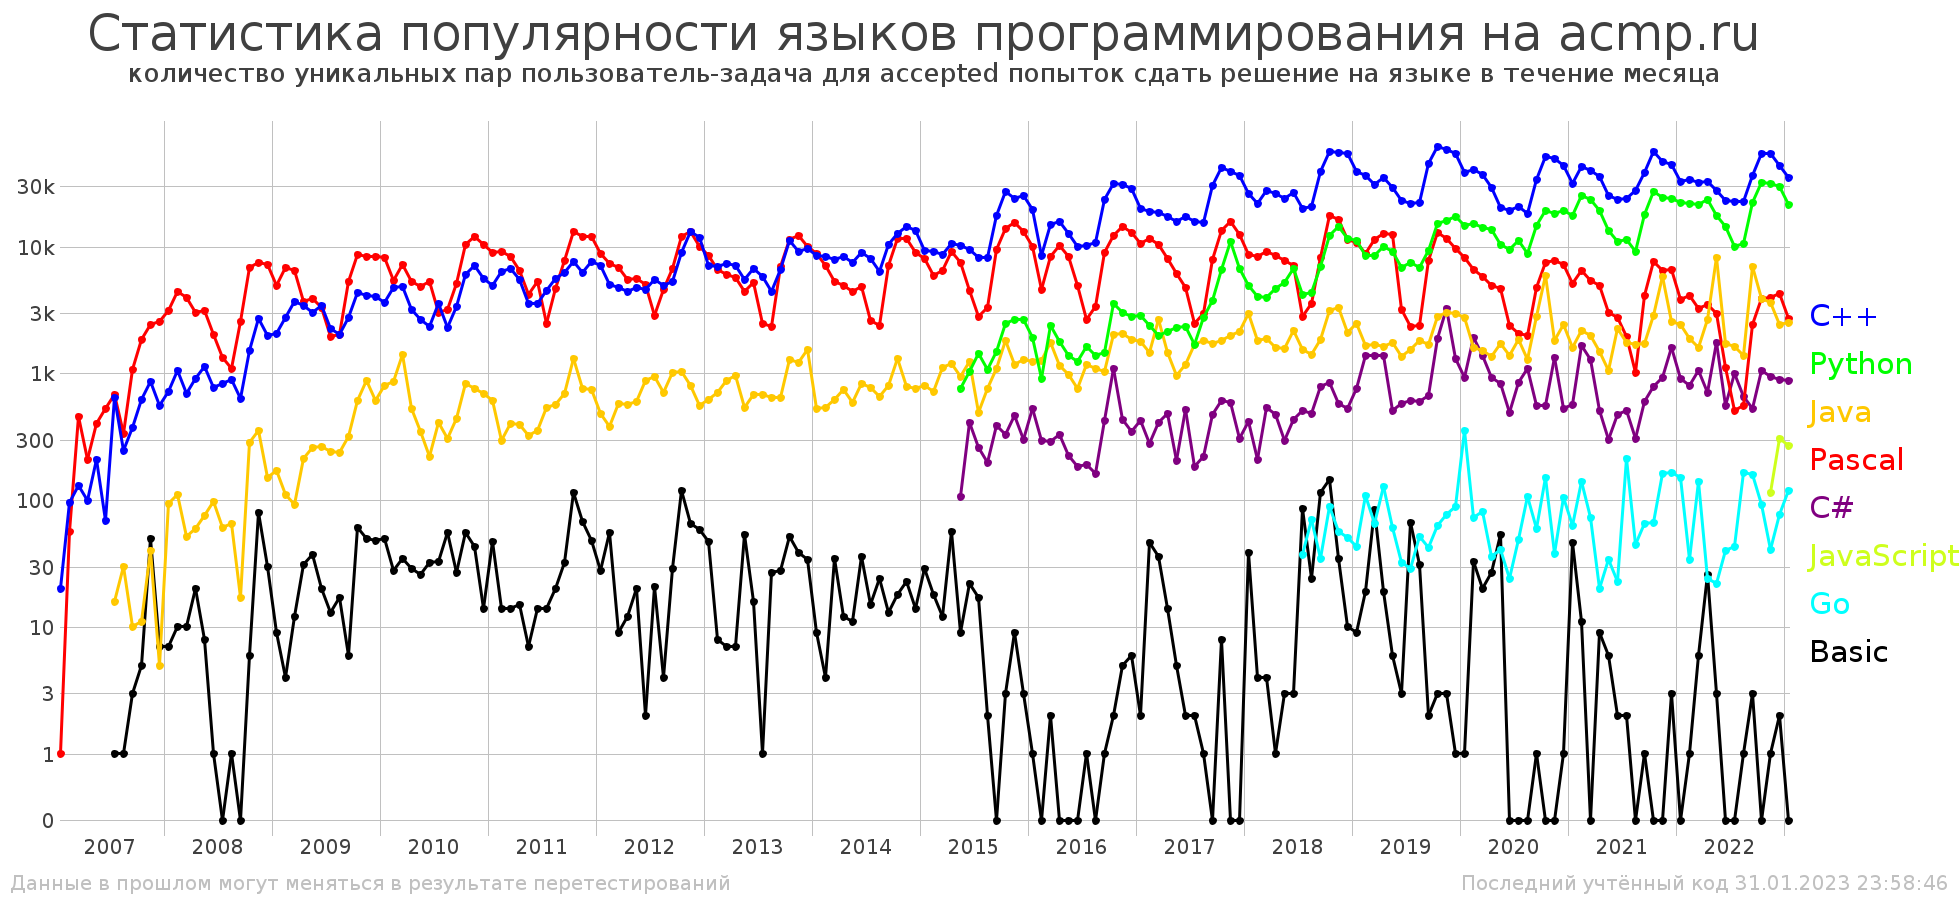 Статистика популярности языков программирования на acmp.ru
количество уникальных пар пользователь-задача для accepted попыток сдать решение на языке в течение месяца
30k
10k
3k
1k
300
100
30
10
3
1
0
C++
Python
Java
Pascal
C#
JavaScript
Go
Basic
2007 2008 2009 2010 2011 2012 2013 2014 2015 2016 2017 2018 2019 2020 2021 2022
Данные в прошлом могут меняться в результате перетестирований
Последний учтённый код 31.01.2023 23:58:46